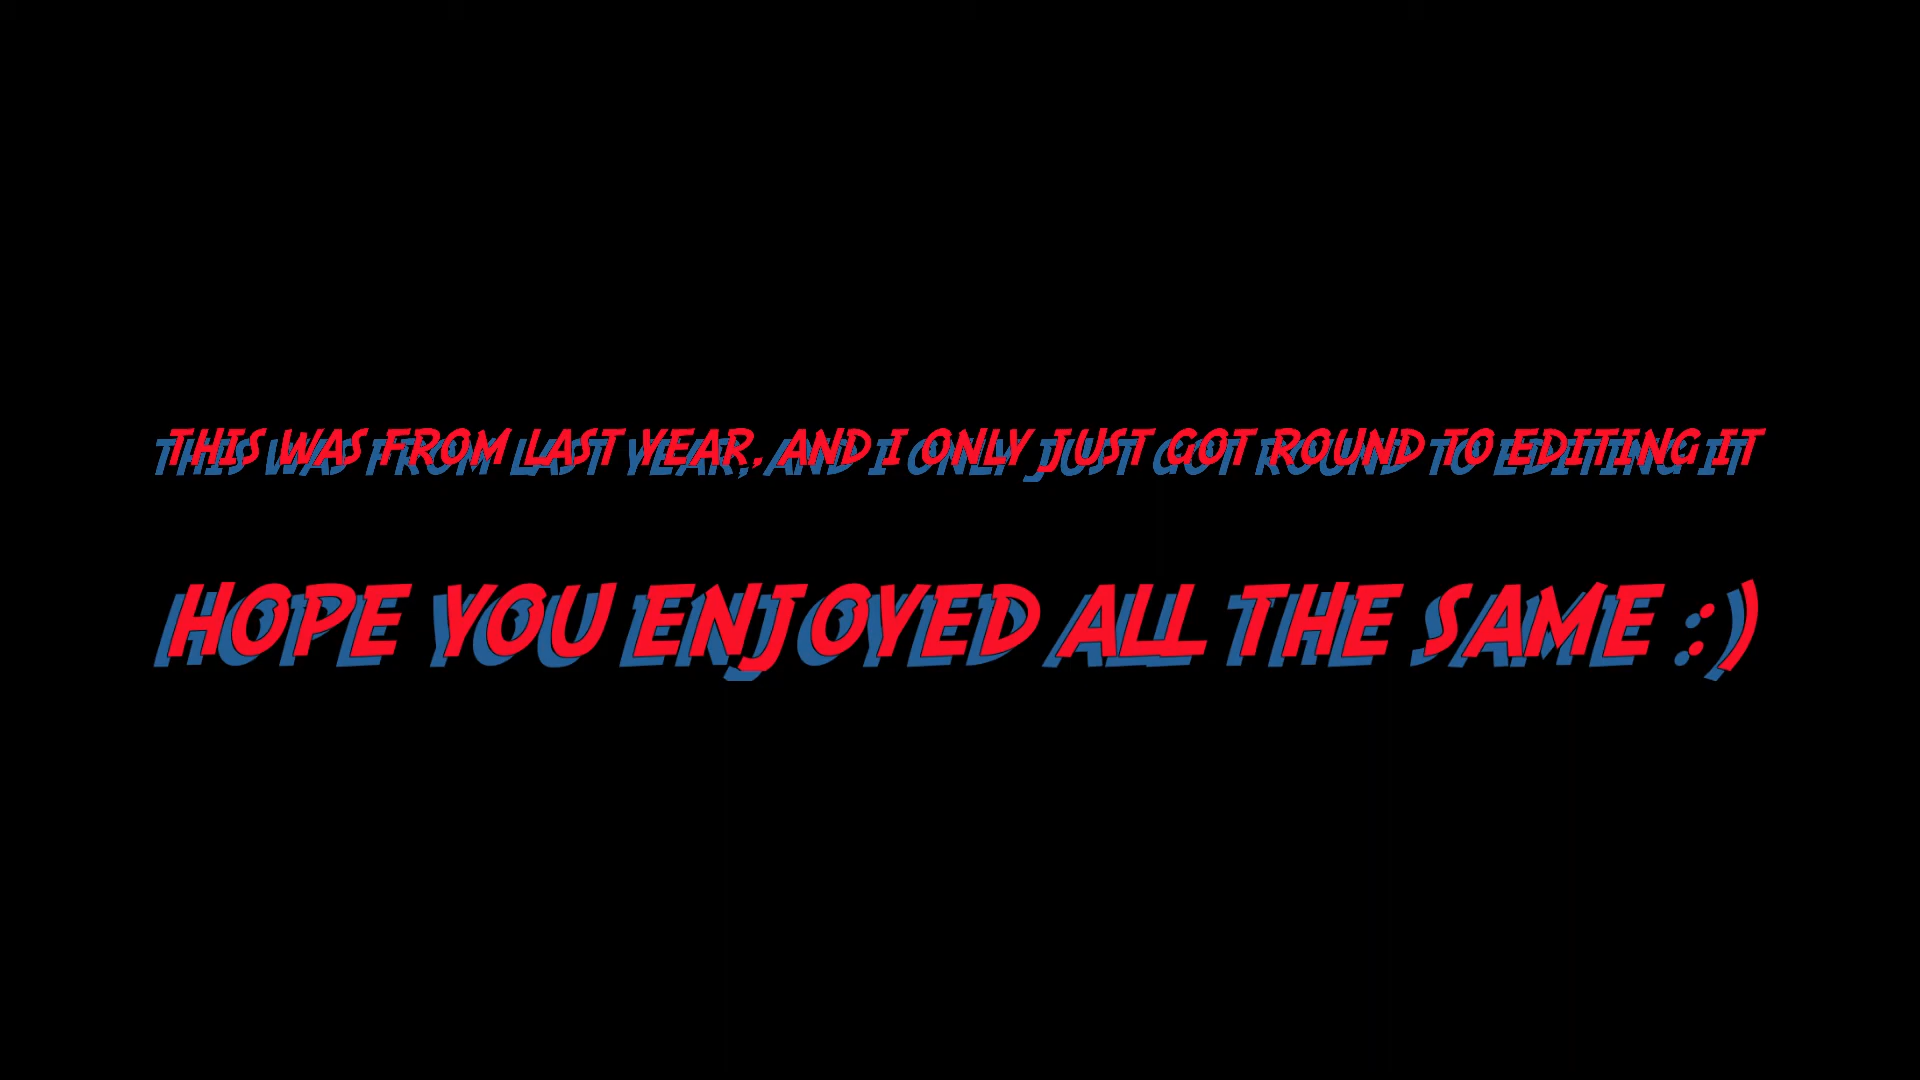 THIS WAS FROM LAST YEAR, AND I ONLY JUST GOT ROUND TO EDITING IT
HOPE YOU ENJOYED ALL THE SAME :)